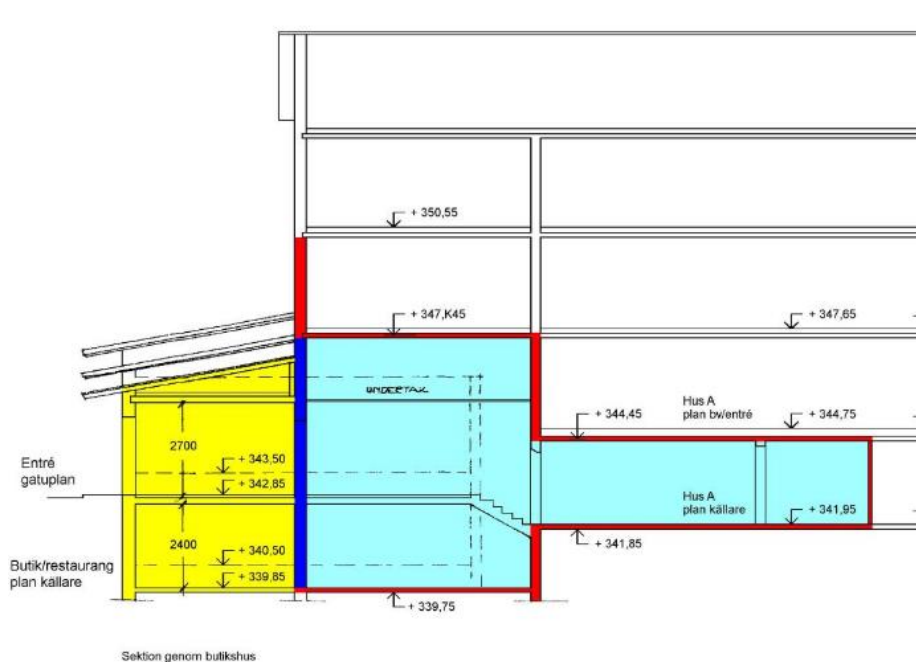 + 350,55
+ 347,K45
+ 347,65
UNDERTAK
Hus A
plan bv/entré
+ 344,45
+ 344,75
2700
Entré
gatuplan
+ 343,50
+ 342,85
Hus A
plan källare
+ 341,95
+ 341,85
2400
Butik/restaurang
plan källare
+ 340,50
+ 339,85
+ 339,75
Sektion genom butikshus